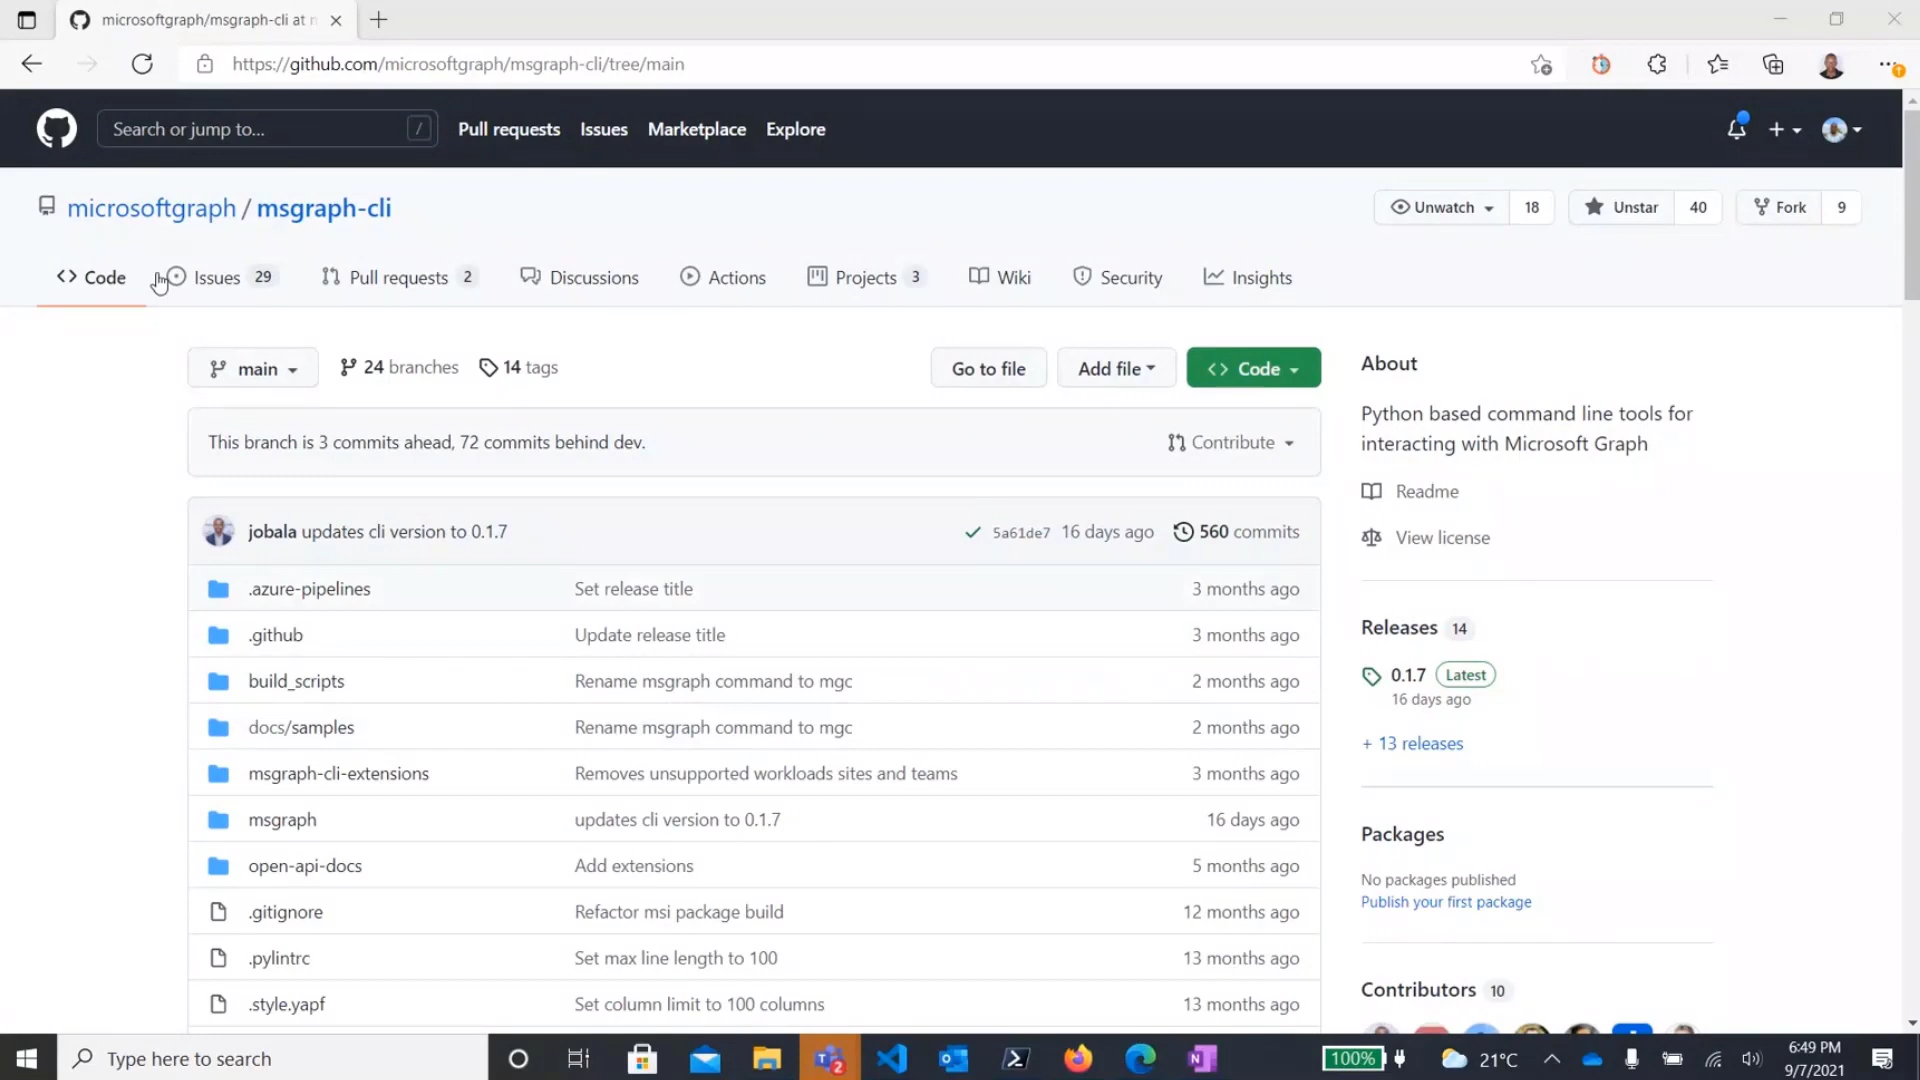 microsoftgraph/msgraph-cli at m
https://github.com/microsoftgraph/msgraph-cli/tree/main
Search or jump to...
/
Pull requests
Issues
Marketplace
Explore
microsoftgraph / msgraph-cli
Unwatch
18
Unstar
40
Fork
9
Code
Issues 29
Pull requests 2
Discussions
Actions
Projects 3
Wiki
Security
Insights
main
24 branches
14 tags
Go to file
Add file
Code
This branch is 3 commits ahead, 72 commits behind dev.
Contribute
jobala updates cli version to 0.1.7
5a61de7 16 days ago
560 commits
.azure-pipelines
Set release title
3 months ago
.github
Update release title
3 months ago
build_scripts
Rename msgraph command to mgc
2 months ago
docs/samples
Rename msgraph command to mgc
2 months ago
msgraph-cli-extensions
Removes unsupported workloads sites and teams
3 months ago
msgraph
updates cli version to 0.1.7
16 days ago
open-api-docs
Add extensions
5 months ago
.gitignore
Refactor msi package build
12 months ago
.pylintrc
Set max line length to 100
13 months ago
.style.yapf
Set column limit to 100 columns
13 months ago
About
Python based command line tools for
interacting with Microsoft Graph
Readme
View license
Releases 14
0.1.7 Latest
16 days ago
+ 13 releases
Packages
No packages published
Publish your first package
Contributors 10
Type here to search
2
100%
21°C
6:49 PM
9/7/2021